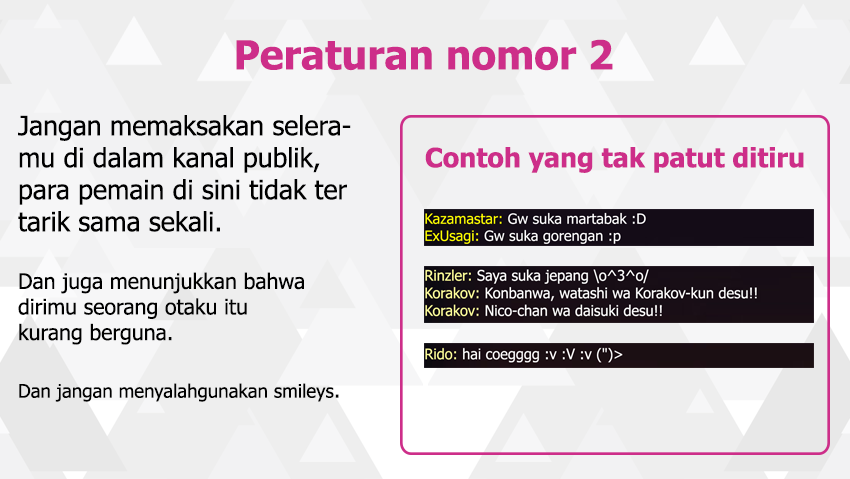 Peraturan nomor 2
Jangan memaksakan selera-
mu di dalam kanal publik,
para pemain di sini tidak ter
tarik sama sekali.
Dan juga menunjukkan bahwa
dirimu seorang otaku itu
kurang berguna.
Dan jangan menyalahgunakan smileys.
Contoh yang tak patut ditiru
Kazamastar: Gw suka martabak :D
ExUsagi: Gw suka gorengan :p
Rinzler: Saya suka jepang \o^3^o/
Korakov: Konbanwa, watashi wa Korakov-kun desu!!
Korakov: Nico-chan wa daisuki desu!!
Rido: hai coegggg :v :V :v (")>